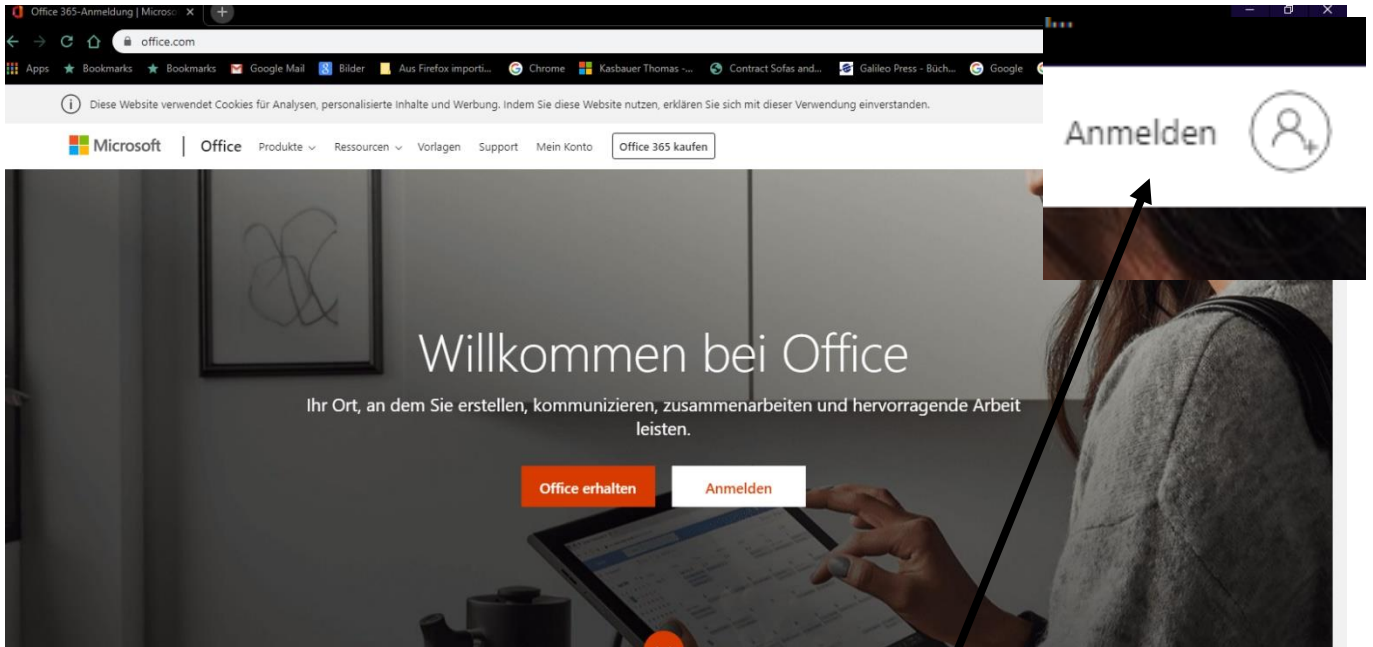 Office 365-Anmeldung | Microso
office.com
Apps Bookmarks Bookmarks Google Mail Bilder Aus Firefox importi... Chrome Kasbauer Thomas -... Contract Sofas and... Galileo Press - Büch... Google
Diese Website verwendet Cookies für Analysen, personalisierte Inhalte und Werbung. Indem Sie diese Website nutzen, erklären Sie sich mit dieser Verwendung einverstanden.
Anmelden
Microsoft | Office Produkte Ressourcen Vorlagen Support Mein Konto Office 365 kaufen
Willkommen bei Office
Ihr Ort, an dem Sie erstellen, kommunizieren, zusammenarbeiten und hervorragende Arbeit
leisten.
Office erhalten Anmelden